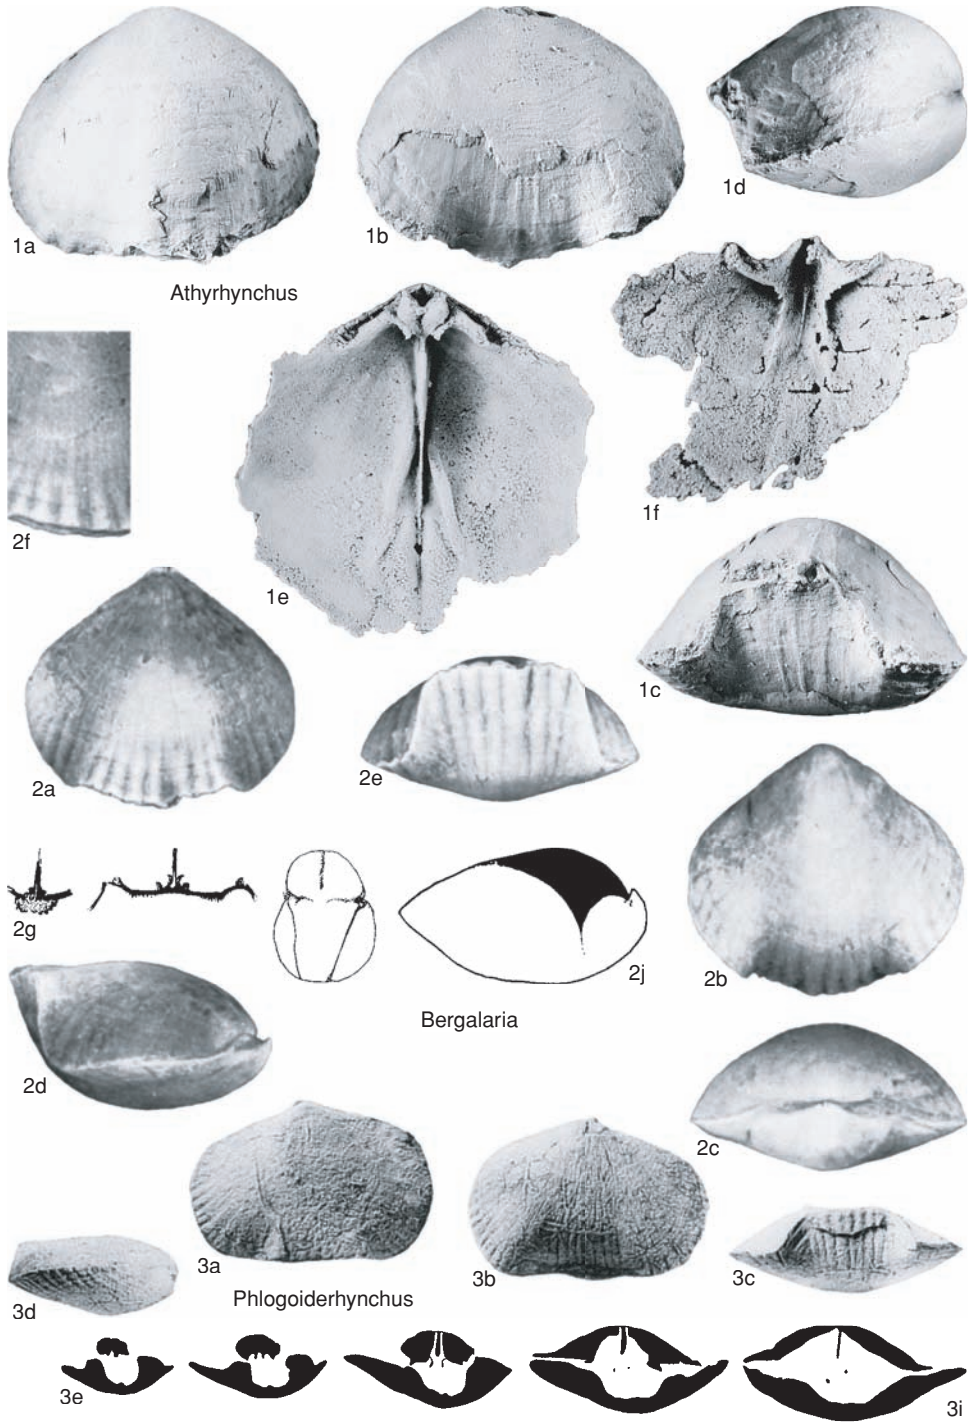 1a
1b
1d
Athyrhynchus
2f
1e
1f
1c
2a
2e
2g
2j
2b
Bergalaria
2d
2c
3a
3b
3c
3d
Phlogoiderhynchus
3e
3i